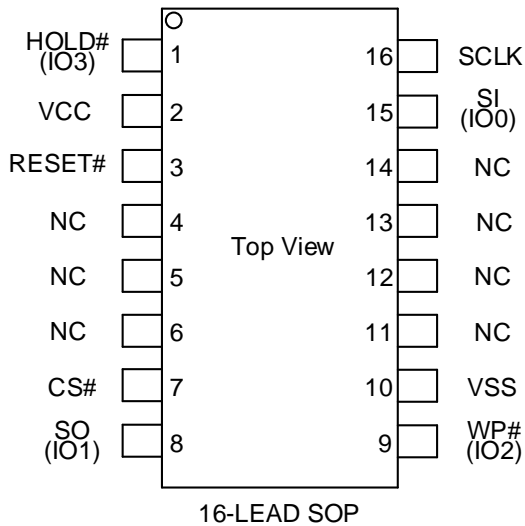 HOLD#
(IO3) 1 16 SCLK
VCC 2 15 SI
(IO0)
RESET# 3 14 NC
NC 4 13 NC
Top View
NC 5 12 NC
NC 6 11 NC
CS# 7 10 VSS
SO
(IO1) 8 9 WP#
(IO2)
16-LEAD SOP